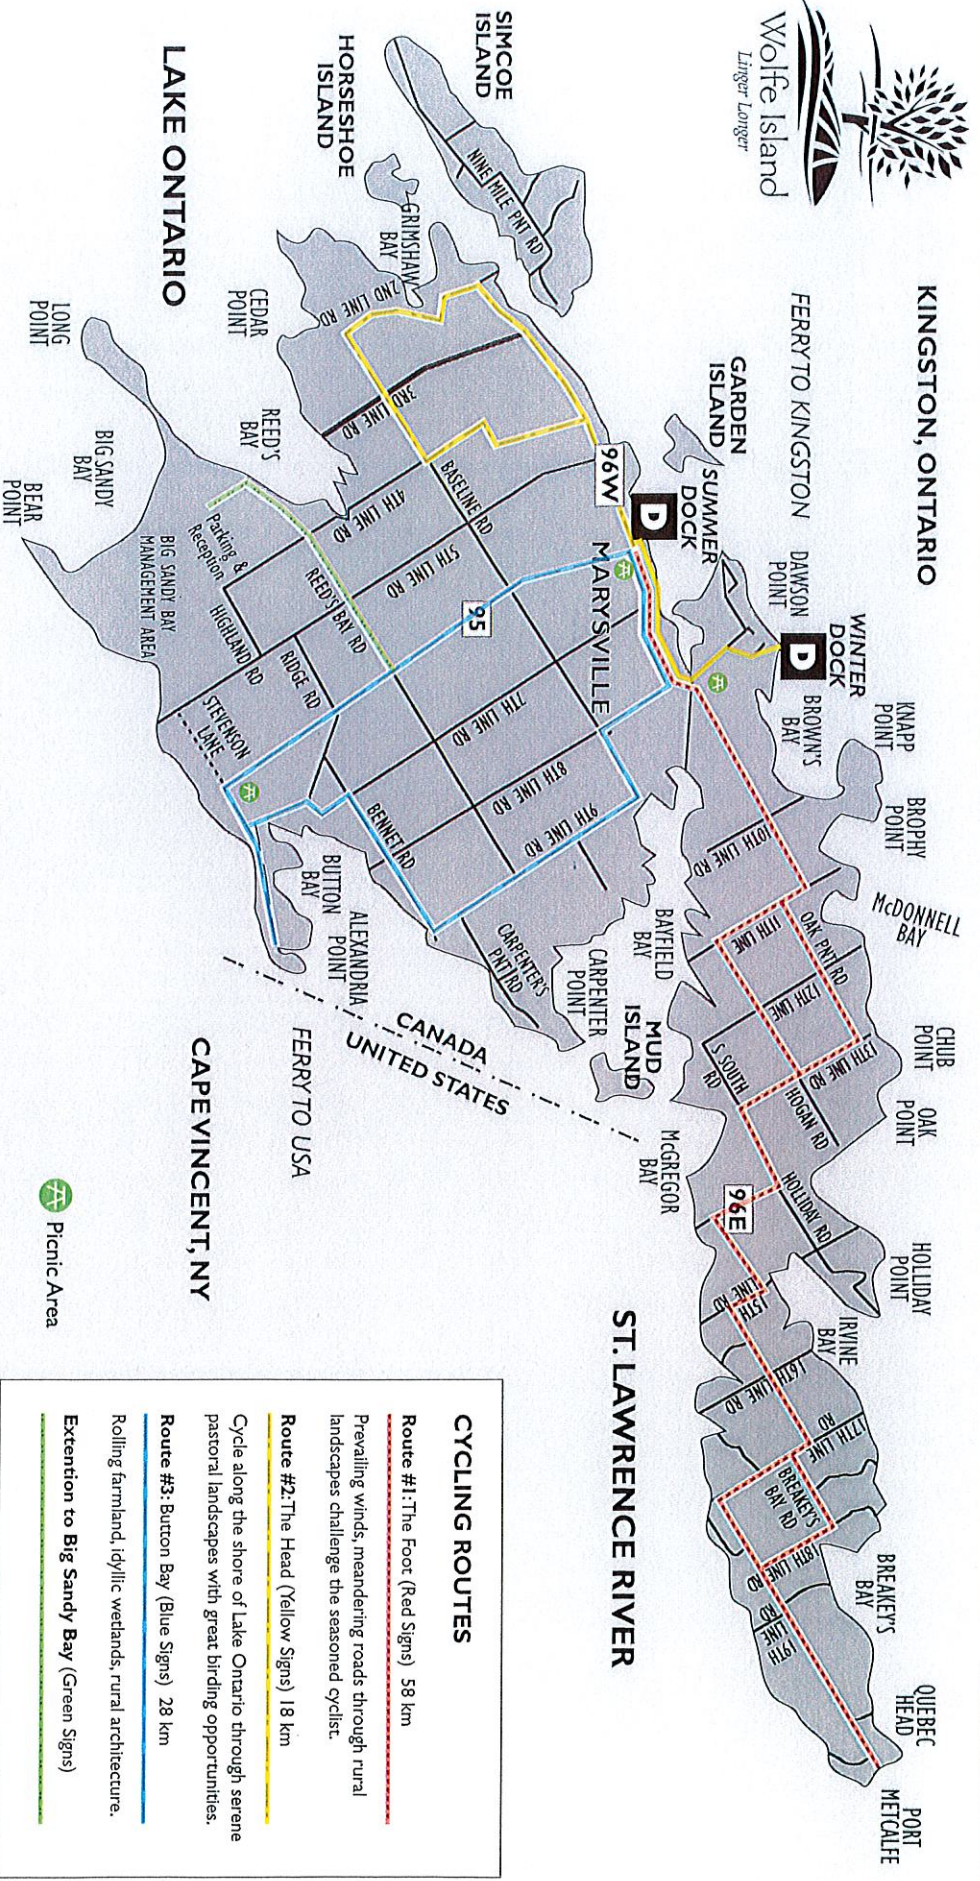 Wolfe Island
Linger Longer
KINGSTON, ONTARIO
FERRY TO KINGSTON
SIMCOE
ISLAND
HORSESHOE
ISLAND
LAKE ONTARIO
NINE MILE PNT RD
GRIMSHAW
BAY
2ND LINE RD
CEDAR
POINT
LONG
POINT
REED'S
BAY
BIG SANDY
BAY
BEAR
POINT
3RD LINE RD
4TH LINE RD
BASELINE RD
5TH LINE RD
REED'S BAY RD
Parking &
Reception
BIG SANDY BAY
MANAGEMENT AREA
HIGHLAND RD
RIDGE RD
STEVENSON
LANE
96W
95
GARDEN
ISLAND
SUMMER
DOCK
D
MARYSVILLE
DAWSON
POINT
WINTER
DOCK
D
BROWN'S
BAY
KNAPP
POINT
BROPHY
POINT
McDONNELL
BAY
7TH LINE RD
8TH LINE RD
9TH LINE RD
BENNET RD
BUTTON
BAY
ALEXANDRIA
POINT
CARPENTER'S
PNT RD
CARPENTER
POINT
BAYFIELD
BAY
MUD
ISLAND
10TH LINE RD
11TH LINE
OAK PNT RD
12TH LINE
13TH LINE RD
S SOUTH
RD
HOGAN RD
CHUB
POINT
OAK
POINT
McGREGOR
BAY
96E
HOLLIDAY RD
HOLLIDAY
POINT
IRVINE
BAY
15TH
LINE RD
16TH LINE RD
17TH LINE
RD
BREAKEY'S
BAY RD
18TH LINE RD
19TH
LINE RD
BREAKEY'S
BAY
QUEBEC
HEAD
PORT
METCALFE
ST. LAWRENCE RIVER
CANADA
UNITED STATES
FERRY TO USA
CAPE VINCENT, NY
Picnic Area
CYCLING ROUTES
Route #1: The Foot (Red Signs) 58 km
Prevailing winds, meandering roads through rural
landscapes challenge the seasoned cyclist.
Route #2: The Head (Yellow Signs) 18 km
Cycle along the shore of Lake Ontario through serene
pastoral landscapes with great birding opportunities.
Route #3: Button Bay (Blue Signs) 28 km
Rolling farmland, idyllic wetlands, rural architecture.
Extention to Big Sandy Bay (Green Signs)